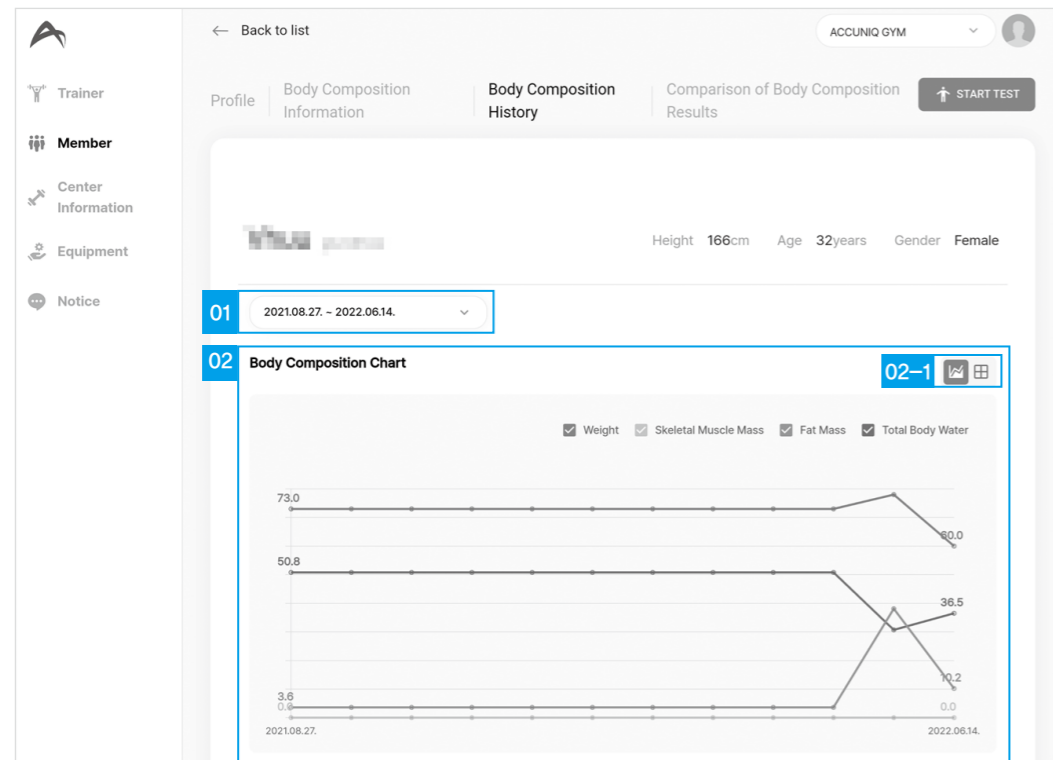 Back to list
ACCUNIQ GYM
Trainer
Member
Center
Information
Equipment
Notice
Profile
Body Composition
Information
Body Composition
History
Comparison of Body Composition
Results
START TEST
Height 166cm Age 32years Gender Female
01
2021.08.27. ~ 2022.06.14.
02
Body Composition Chart
02–1
Weight Skeletal Muscle Mass Fat Mass Total Body Water
73.0
60.0
50.8
36.5
10.2
3.6
0.0
0.0
2021.08.27.
2022.06.14.